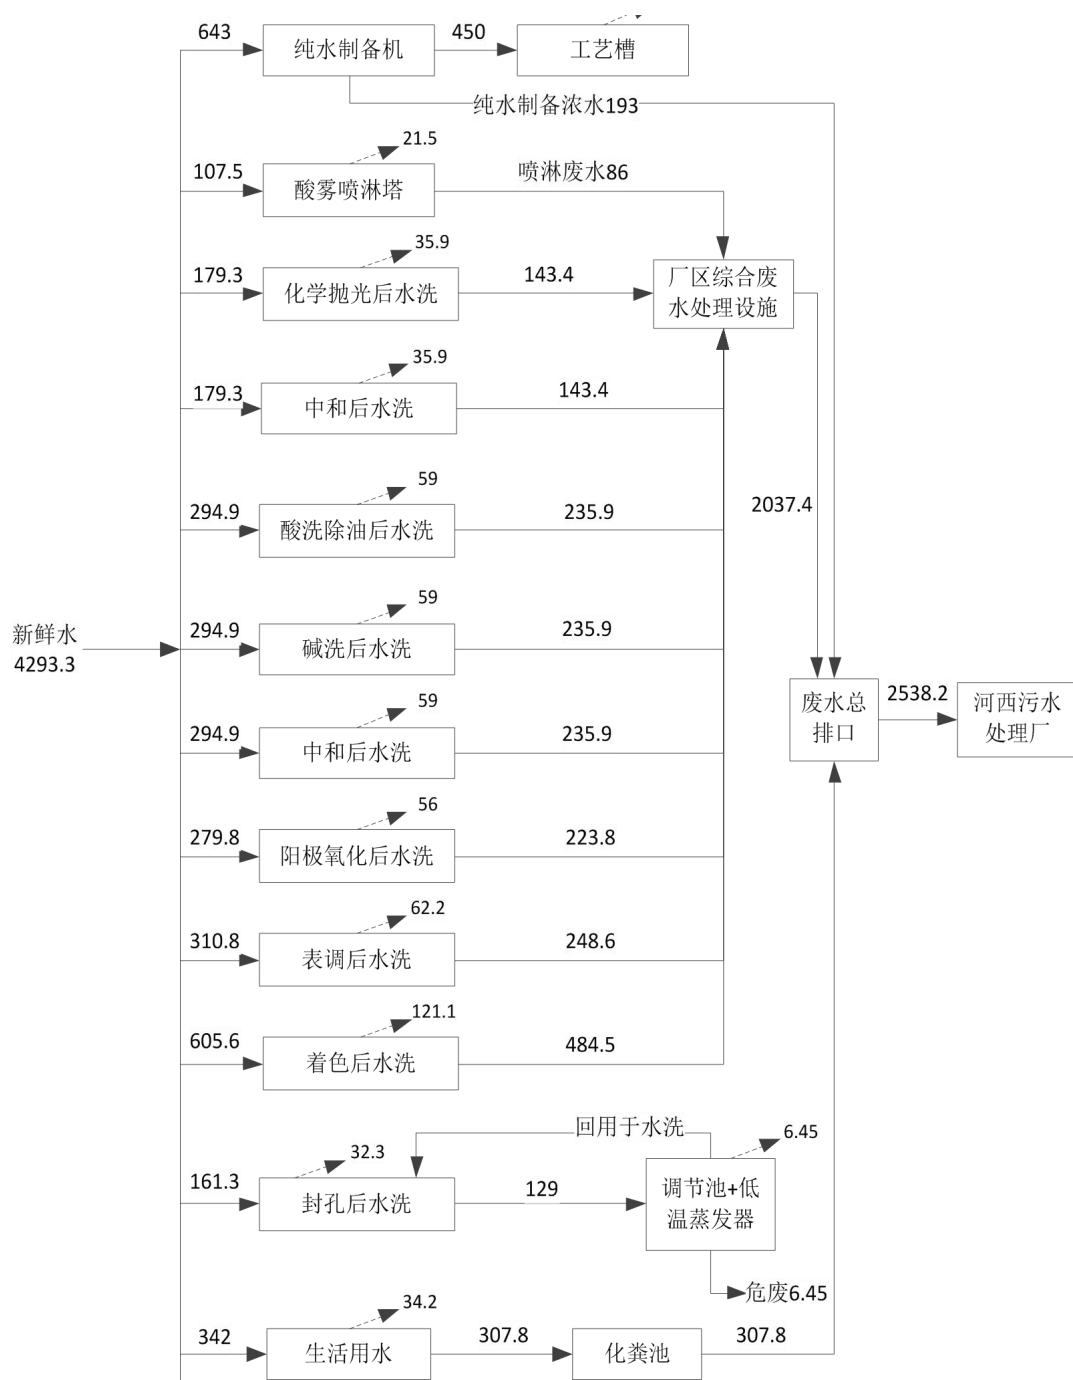 643
纯水制备机
450
工艺槽
纯水制备浓水193
21.5
107.5
酸雾喷淋塔
喷淋废水86
35.9
179.3
化学抛光后水洗
143.4
厂区综合废
水处理设施
35.9
179.3
中和后水洗
143.4
59
294.9
酸洗除油后水洗
235.9
2037.4
59
新鲜水
4293.3
294.9
碱洗后水洗
235.9
59
294.9
中和后水洗
235.9
废水总
排口
2538.2
河西污水
处理厂
56
279.8
阳极氧化后水洗
223.8
62.2
310.8
表调后水洗
248.6
121.1
605.6
着色后水洗
484.5
回用于水洗
32.3
6.45
161.3
封孔后水洗
129
调节池+低
温蒸发器
危废6.45
34.2
342
生活用水
307.8
化粪池
307.8